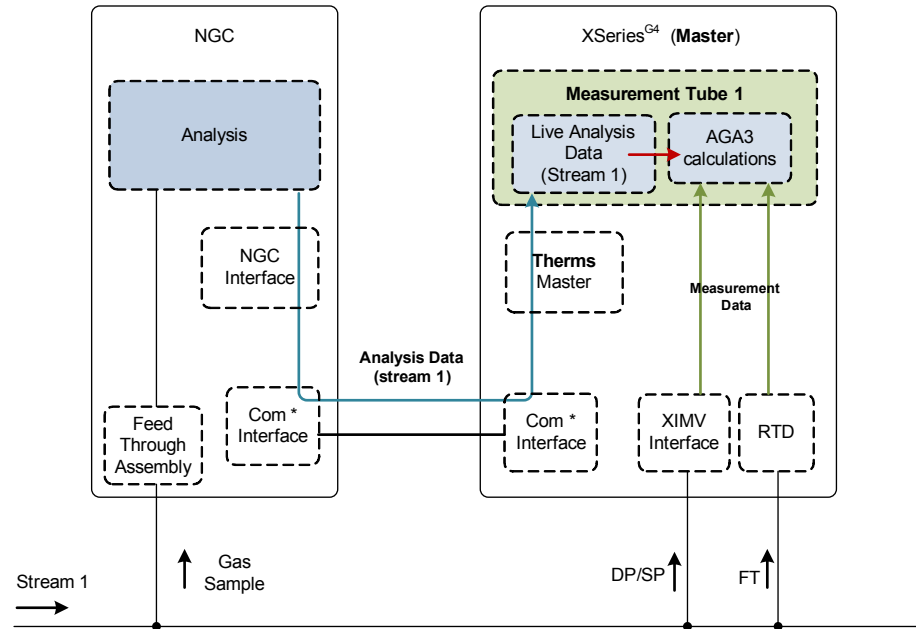 NGC
Analysis
NGC
Interface
Com *
Interface
Feed
Through
Assembly
Analysis Data
(stream 1)
XSeries^G4 (Master)
Measurement Tube 1
Live Analysis
Data
(Stream 1)
AGA3
calculations
Therms
Master
Measurement
Data
Com *
Interface
XIMV
Interface
RTD
Stream 1
Gas
Sample
DP/SP
FT